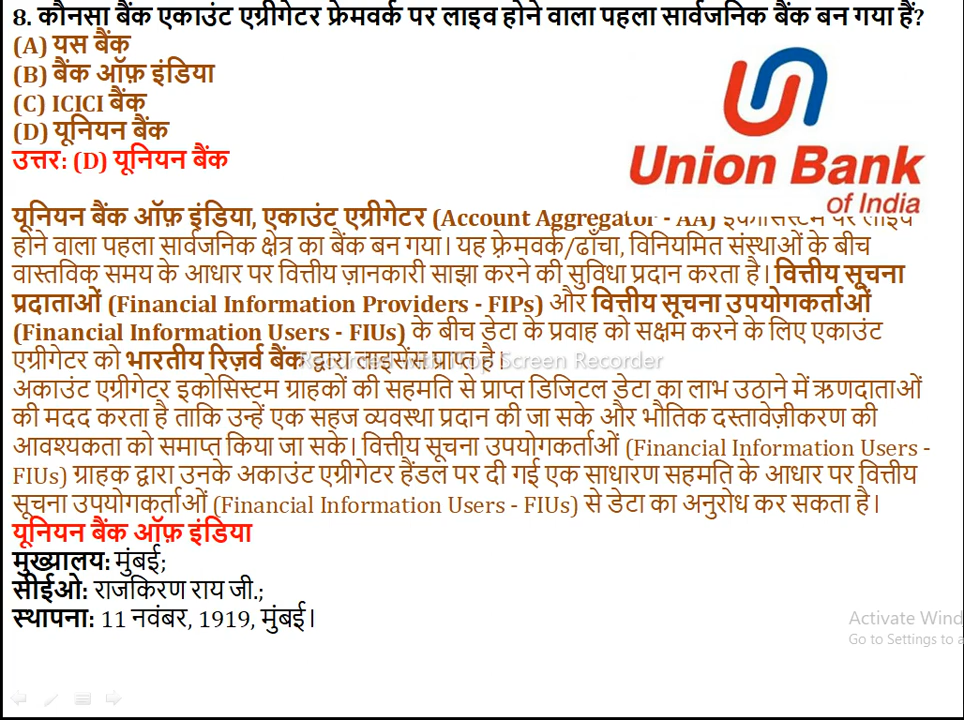 8. कौनसा बैंक एकाउंट एग्रीगेटर फ्रेमवर्क पर लाइव होने वाला पहला सार्वजनिक बैंक बन गया हैं?
(A) यस बैंक
(B) बैंक ऑफ़ इंडिया
(C) ICICI बैंक
(D) यूनियन बैंक
उत्तर: (D) यूनियन बैंक
Union Bank
of India
यूनियन बैंक ऑफ़ इंडिया, एकाउंट एग्रीगेटर (Account Aggregator - AA) इकोसिस्टम पर लाइव
होने वाला पहला सार्वजनिक क्षेत्र का बैंक बन गया। यह फ़्रेमवर्क/ढाँचा, विनियमित संस्थाओं के बीच
वास्तविक समय के आधार पर वित्तीय ज़ानकारी साझा करने की सुविधा प्रदान करता है। वित्तीय सूचना
प्रदाताओं (Financial Information Providers - FIPs) और वित्तीय सूचना उपयोगकर्ताओं
(Financial Information Users - FIUs) के बीच डेटा के प्रवाह को सक्षम करने के लिए एकाउंट
एग्रीगेटर को भारतीय रिज़र्व बैंक द्वारा लाइसेंस प्राप्त है।
Screen Recorder
अकाउंट एग्रीगेटर इकोसिस्टम ग्राहकों की सहमति से प्राप्त डिजिटल डेटा का लाभ उठाने में ऋणदाताओं
की मदद करता है ताकि उन्हें एक सहज व्यवस्था प्रदान की जा सके और भौतिक दस्तावेज़ीकरण की
आवश्यकता को समाप्त किया जा सके। वित्तीय सूचना उपयोगकर्ताओं (Financial Information Users -
FIUs) ग्राहक द्वारा उनके अकाउंट एग्रीगेटर हैंडल पर दी गई एक साधारण सहमति के आधार पर वित्तीय
सूचना उपयोगकर्ताओं (Financial Information Users - FIUs) से डेटा का अनुरोध कर सकता है।
यूनियन बैंक ऑफ़ इंडिया
मुख्यालय: मुंबई;
सीईओ: राजकिरण राय जी.;
स्थापना: 11 नवंबर, 1919, मुंबई।
Activate Wind
Go to Settings to a